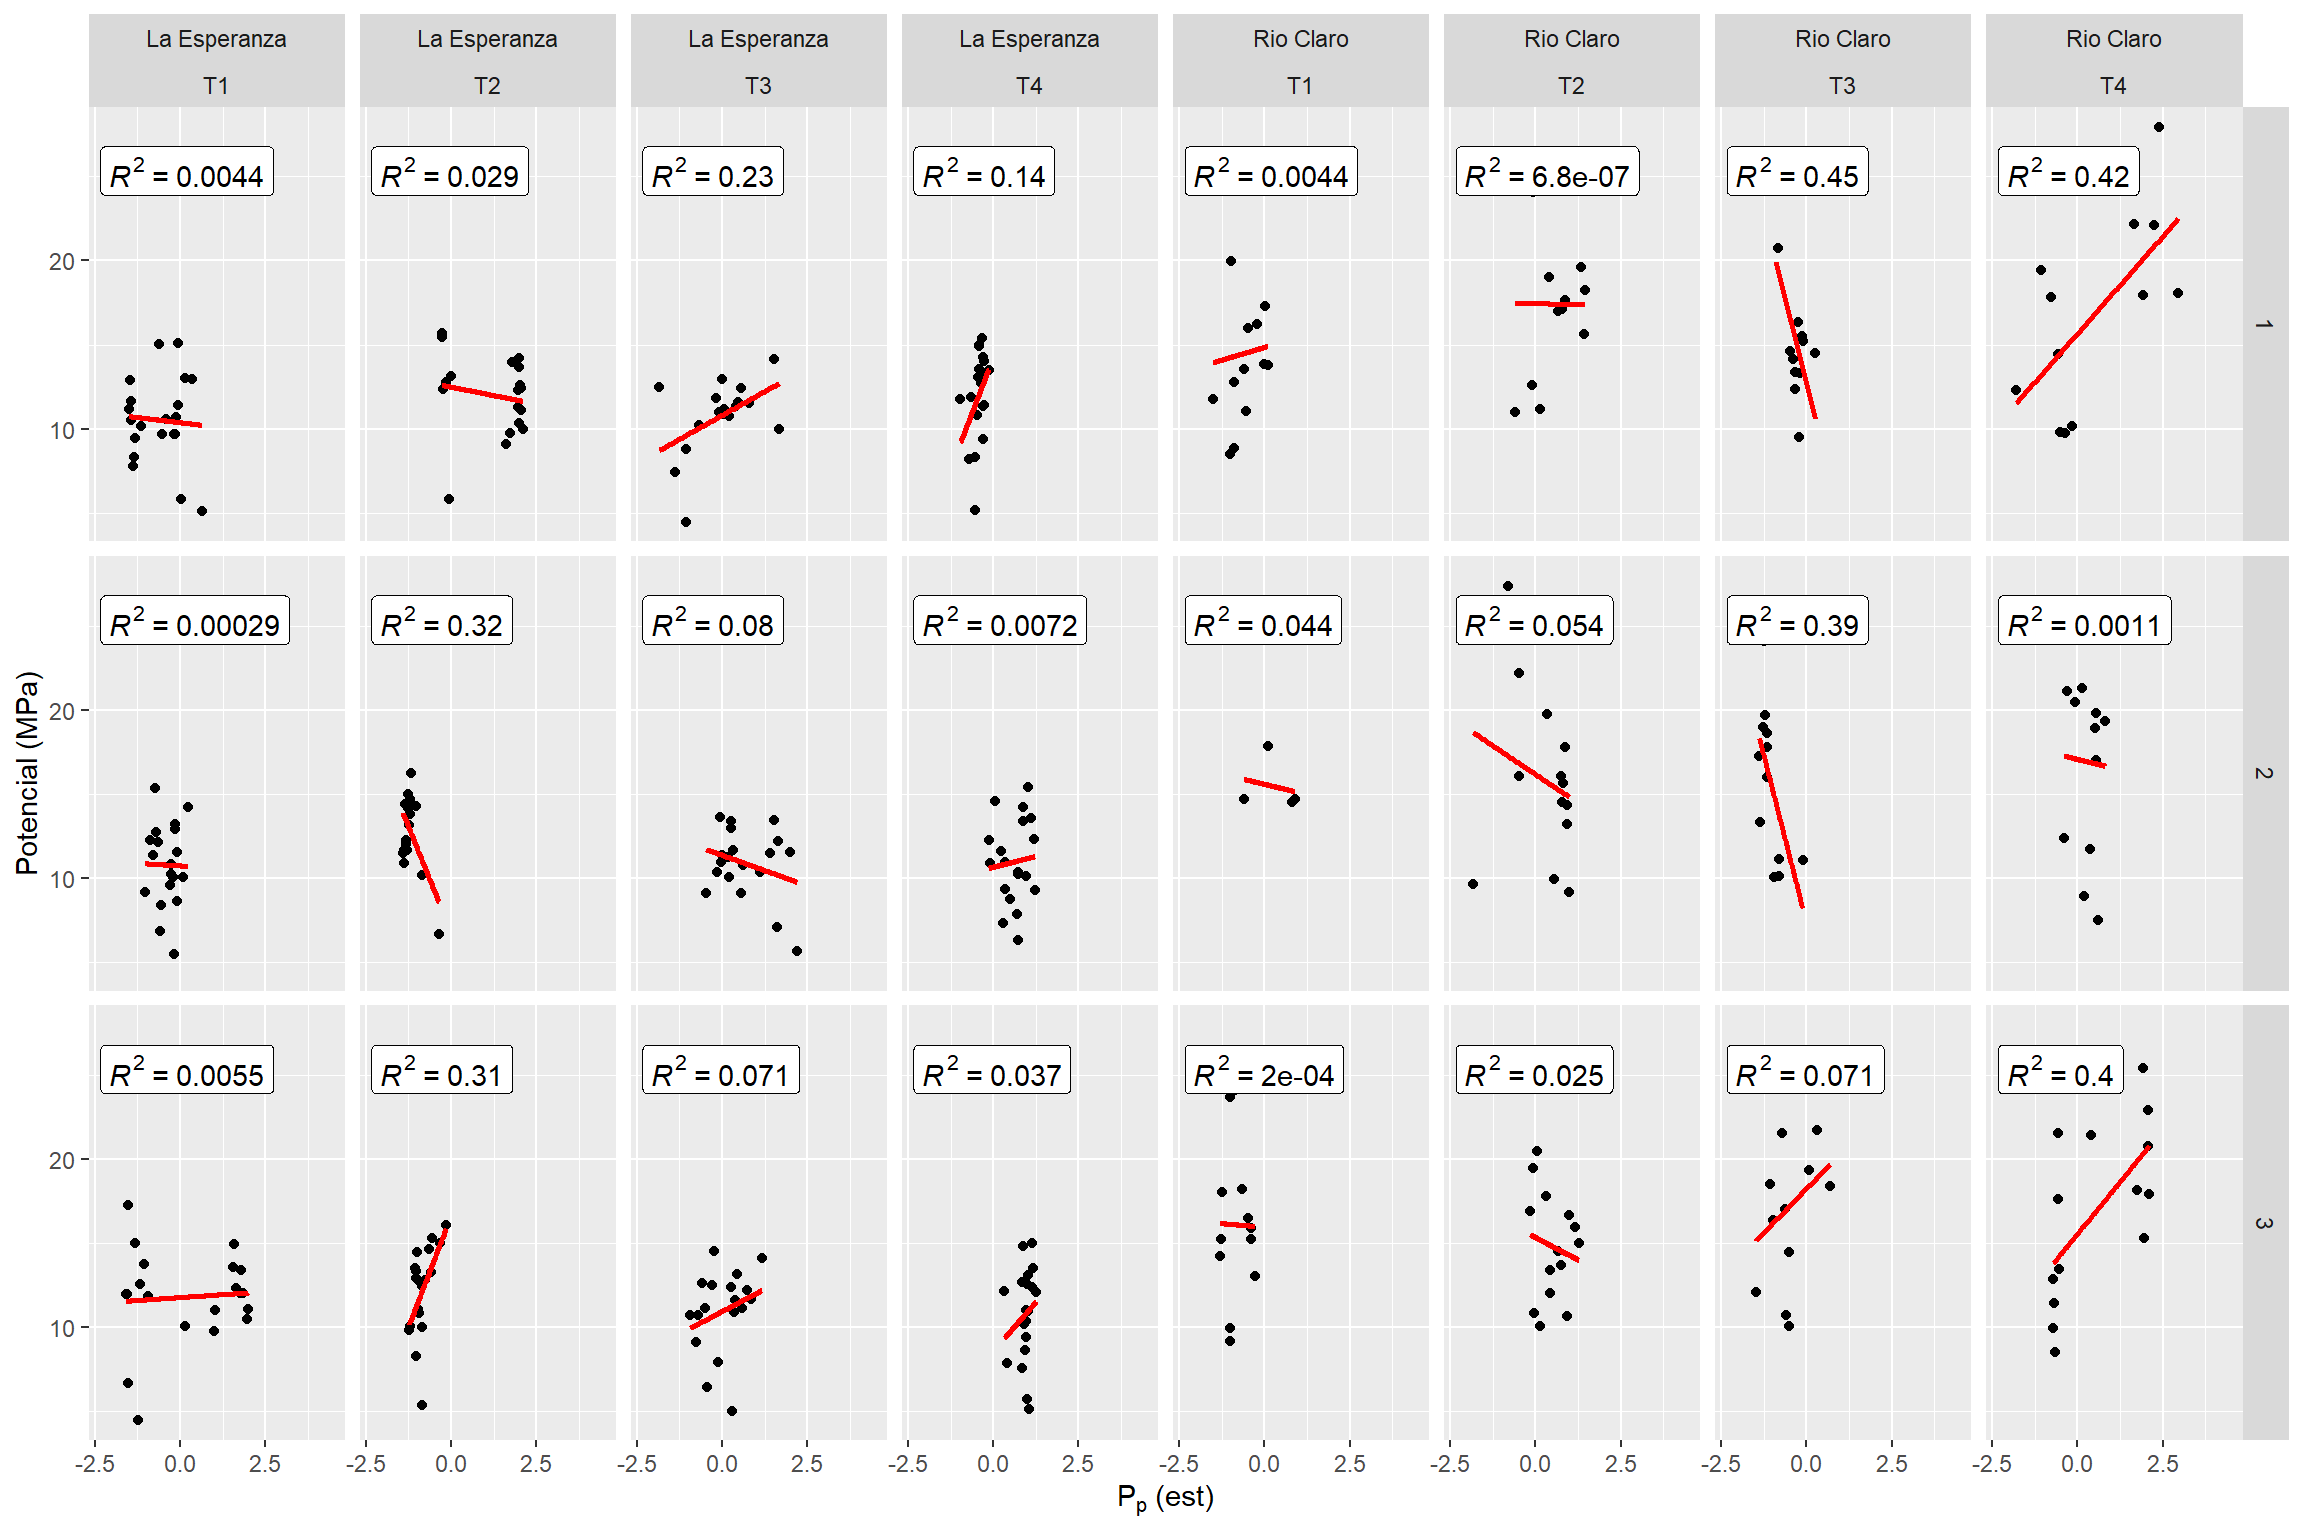 La Esperanza La Esperanza La Esperanza La Esperanza Rio Claro Rio Claro Rio Claro Rio Claro
T1 T2 T3 T4 T1 T2 T3 T4
R² = 0.0044 R² = 0.029 R² = 0.23 R² = 0.14 R² = 0.0044 R² = 6.8e-07 R² = 0.45 R² = 0.42
20
1
10
R² = 0.00029 R² = 0.32 R² = 0.08 R² = 0.0072 R² = 0.044 R² = 0.054 R² = 0.39 R² = 0.0011
Potencial (MPa)
20
2
10
R² = 0.0055 R² = 0.31 R² = 0.071 R² = 0.037 R² = 2e-04 R² = 0.025 R² = 0.071 R² = 0.4
20
3
10
-2.5 0.0 2.5 -2.5 0.0 2.5 -2.5 0.0 2.5 -2.5 0.0 2.5 -2.5 0.0 2.5 -2.5 0.0 2.5 -2.5 0.0 2.5 -2.5 0.0 2.5
Pₚ (est)